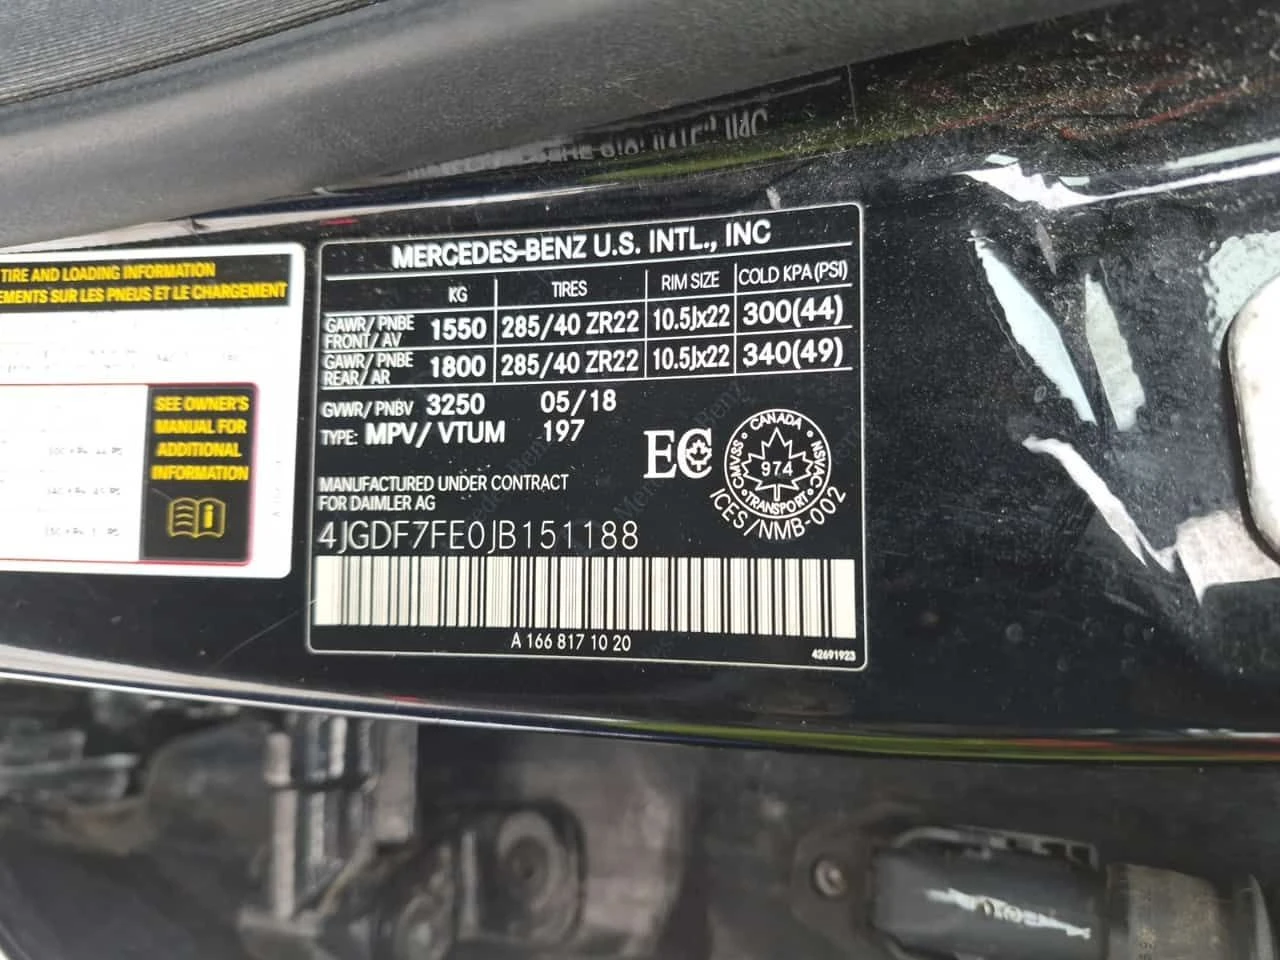 TIRE AND LOADING INFORMATION
EMENTS SUR LES PNEUS ET LE CHARGEMENT
SEE OWNER'S
MANUAL FOR
ADDITIONAL
INFORMATION
MERCEDES-BENZ U.S. INTL., INC
KG TIRES RIM SIZE COLD KPA(PSI)
GAWR/PNBE FRONT/AV 1550 285/40 ZR22 10.5Jx22 300(44)
GAWR/PNBE REAR/AR 1800 285/40 ZR22 10.5Jx22 340(49)
GVWR/PNBV 3250 05/18
TYPE: MPV/VTUM 197
EC
CANADA
CMVSS 974 NSVAC
TRANSPORT
ICES/NMB-002
MANUFACTURED UNDER CONTRACT
FOR DAIMLER AG
4JGDF7FE0JB151188
A 166 817 10 20
42691923